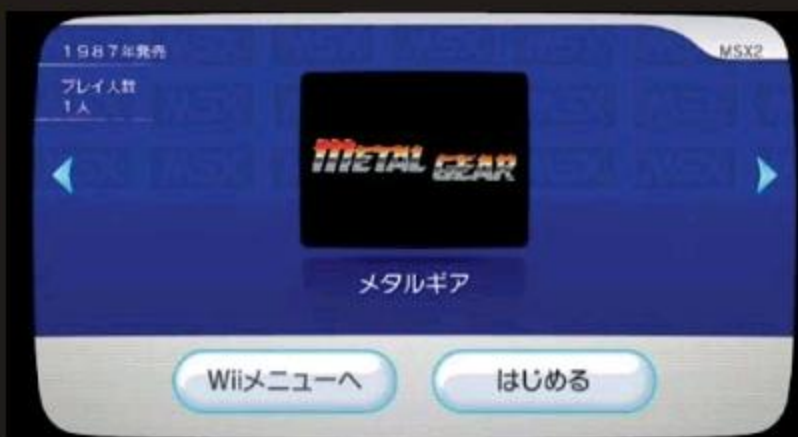 1987年発売
MSX2
プレイ人数
1人
METAL GEAR
メタルギア
Wiiメニューへ
はじめる